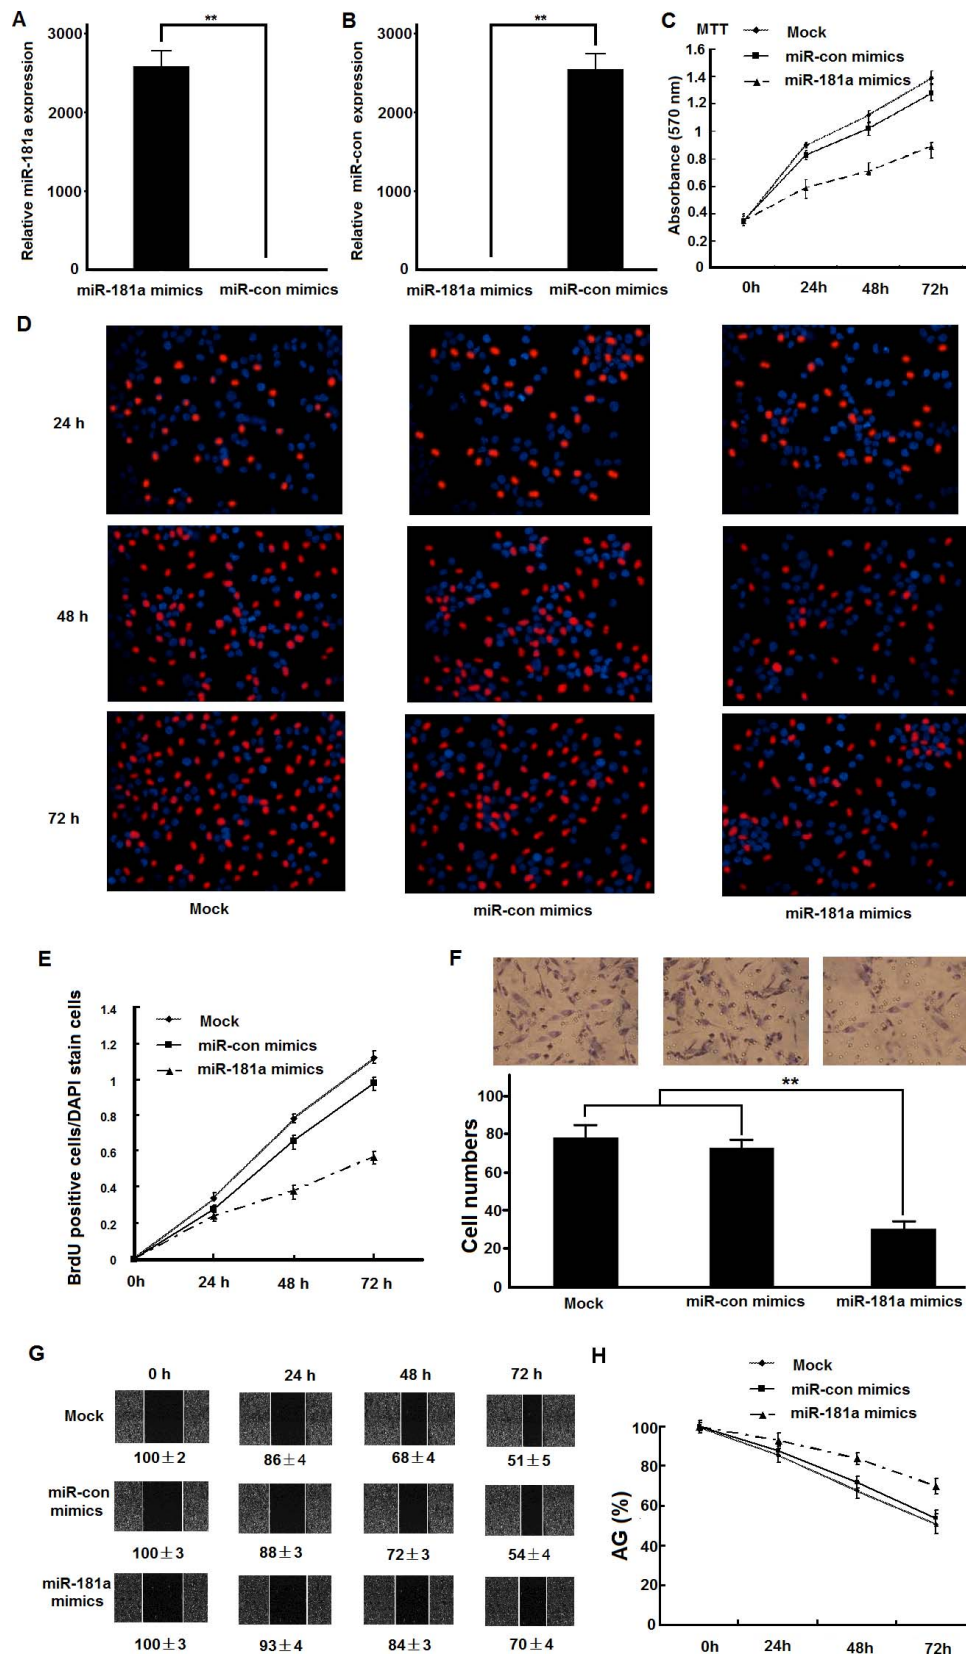 A
Relative miR-181a expression
3000
2000
1000
0
**
miR-181a mimics
miR-con mimics
B
Relative miR-con expression
3000
2000
1000
0
**
miR-181a mimics
miR-con mimics
C
MTT
Mock
miR-con mimics
miR-181a mimics
Absorbance (570 nm)
1.6
1.4
1.2
1
0.8
0.6
0.4
0.2
0
0h
24h
48h
72h
D
24 h
48 h
72 h
Mock
miR-con mimics
miR-181a mimics
E
BrdU positive cells/DAPI stain cells
1.4
1.2
1
0.8
0.6
0.4
0.2
0
Mock
miR-con mimics
miR-181a mimics
0h
24 h
48 h
72 h
F
Cell numbers
100
80
60
40
20
0
**
Mock
miR-con mimics
miR-181a mimics
G
0 h
24 h
48 h
72 h
Mock
100±2
86±4
68±4
51±5
miR-con
mimics
100±3
88±3
72±3
54±4
miR-181a
mimics
100±3
93±4
84±3
70±4
H
Mock
miR-con mimics
miR-181a mimics
AG (%)
100
80
60
40
20
0
0h
24h
48h
72h